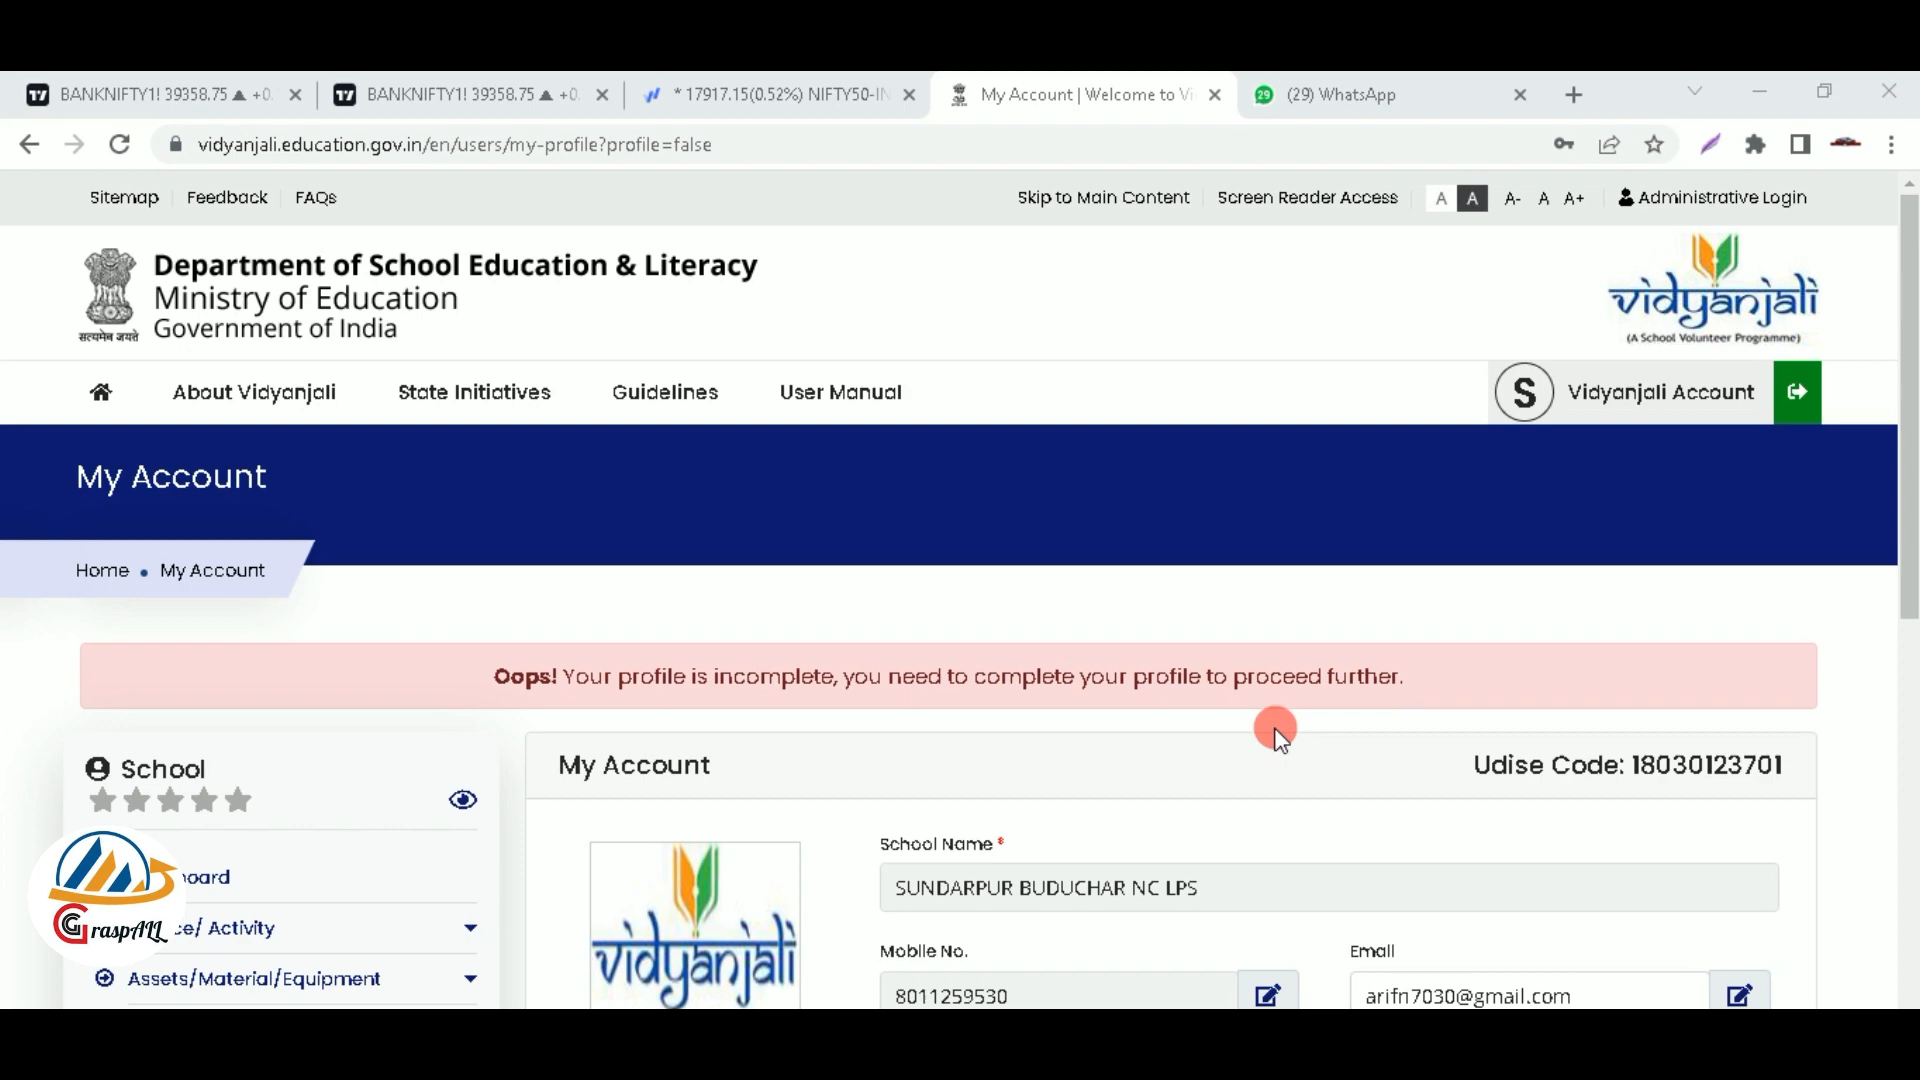 BANKNIFTY1! 39358.75 ▲ +0.
BANKNIFTY1! 39358.75 ▲ +0.
* 17917.15(0.52%) NIFTY50-IN
My Account | Welcome to Vi
29
(29) WhatsApp
vidyanjali.education.gov.in/en/users/my-profile?profile=false
Sitemap
Feedback
FAQs
Skip to Main Content
Screen Reader Access
A
A
A-
A
A+
Administrative Login
Department of School Education & Literacy
Ministry of Education
Government of India
सत्यमेव जयते
vidyanjali
(A School Volunteer Programme)
About Vidyanjali
State Initiatives
Guidelines
User Manual
S
Vidyanjali Account
My Account
Home • My Account
Oops! Your profile is incomplete, you need to complete your profile to proceed further.
School
My Account
Udise Code: 18030123701
vidyanjali
School Name *
SUNDARPUR BUDUCHAR NC LPS
oard
GraspALL
ce/ Activity
Assets/Material/Equipment
Mobile No.
8011259530
Email
arifn7030@gmail.com